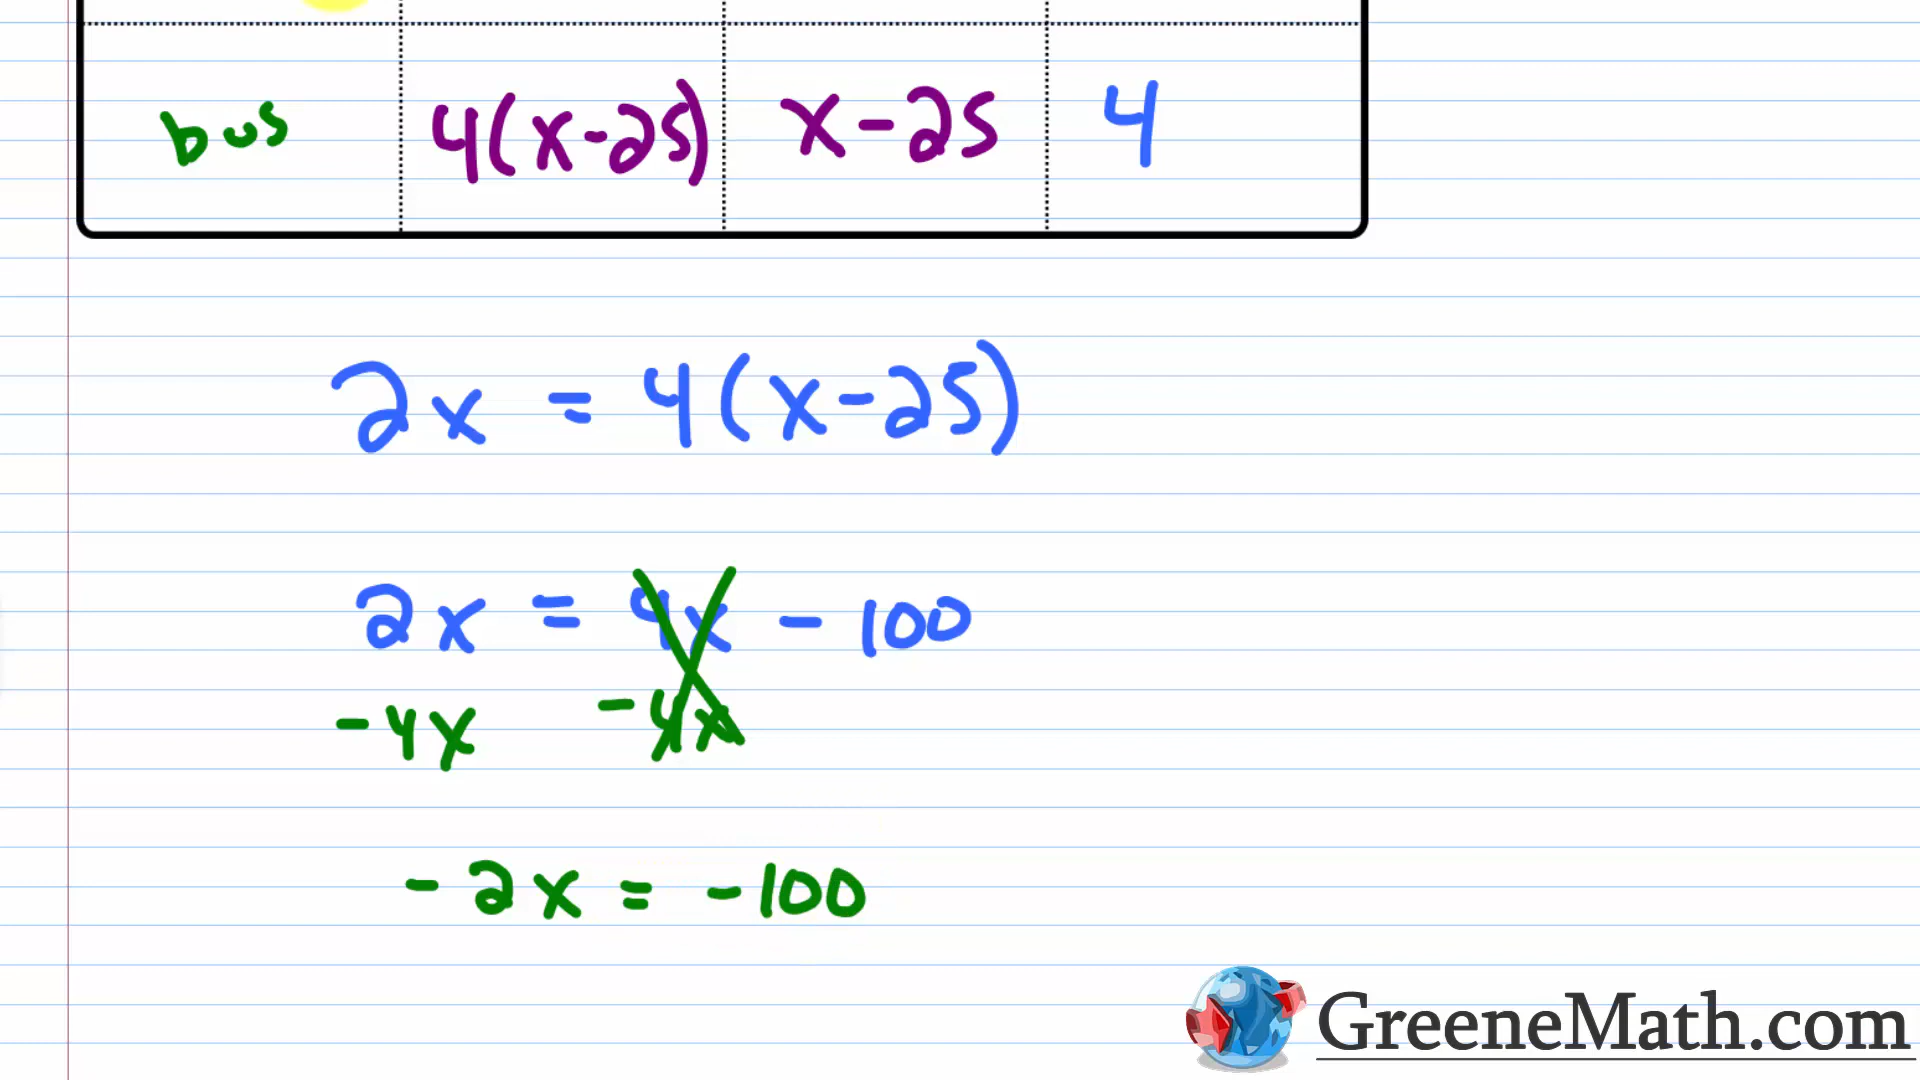 bus 4(x-25) x-25 4
2x = 4(x-25)
2x = 4x - 100
-4x -4x
-2x = -100
GreeneMath.com